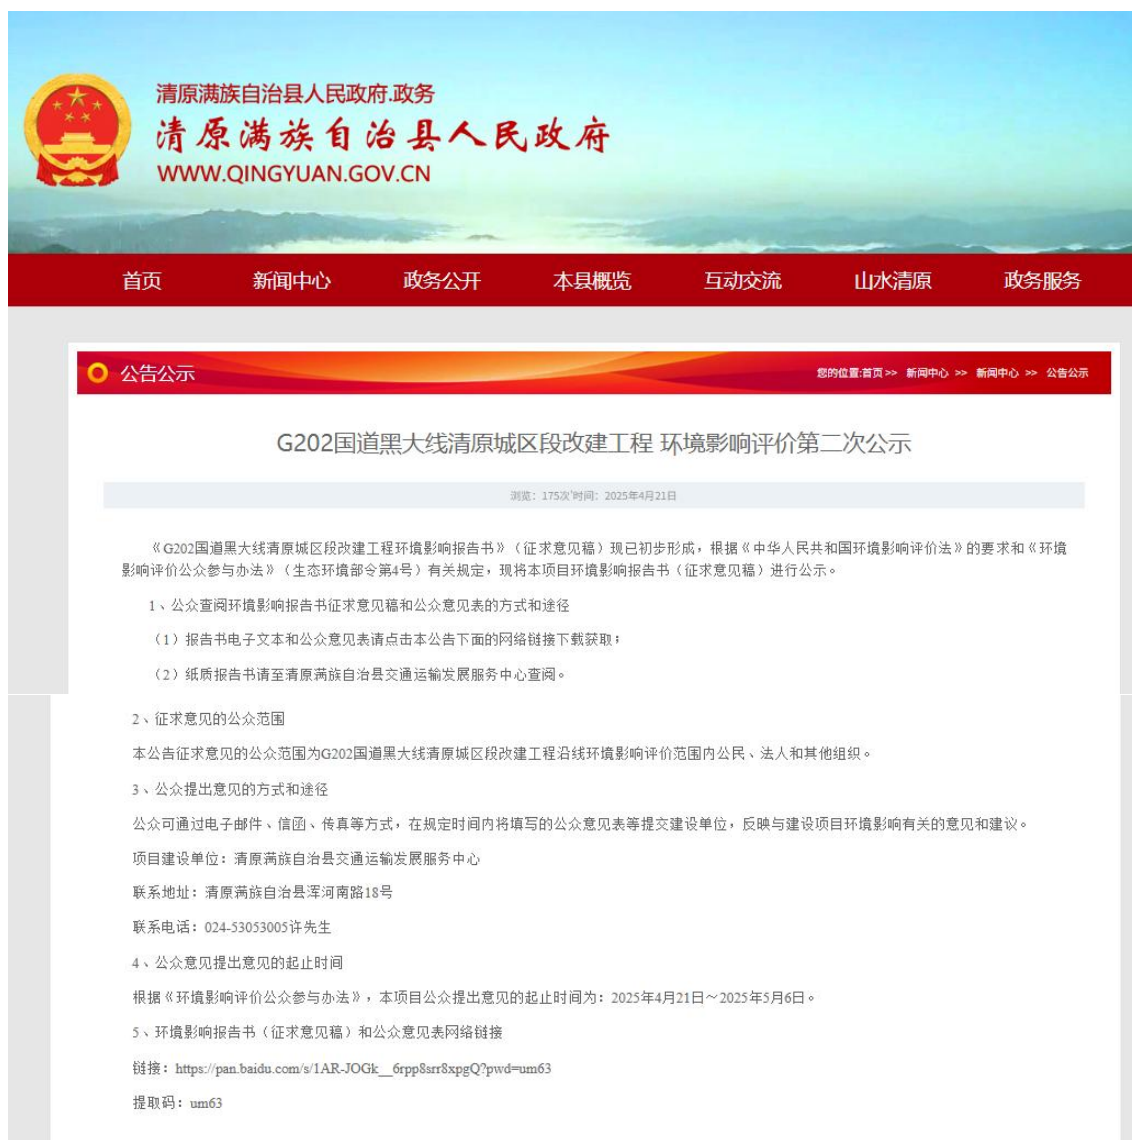 清原满族自治县人民政府.政务
清原满族自治县人民政府
WWW.QINGYUAN.GOV.CN
首页 新闻中心 政务公开 本县概览 互动交流 山水清原 政务服务
公告公示 您的位置:首页 >> 新闻中心 >> 新闻中心 >> 公告公示
G202国道黑大线清原城区段改建工程 环境影响评价第二次公示
浏览：175次'时间：2025年4月21日
《G202国道黑大线清原城区段改建工程环境影响报告书》（征求意见稿）现已初步形成，根据《中华人民共和国环境影响评价法》的要求和《环境
影响评价公众参与办法》（生态环境部令第4号）有关规定，现将本项目环境影响报告书（征求意见稿）进行公示。
1、公众查阅环境影响报告书征求意见稿和公众意见表的方式和途径
（1）报告书电子文本和公众意见表请点击本公告下面的网络链接下载获取；
（2）纸质报告书请至清原满族自治县交通运输发展服务中心查阅。
2、征求意见的公众范围
本公告征求意见的公众范围为G202国道黑大线清原城区段改建工程沿线环境影响评价范围内公民、法人和其他组织。
3、公众提出意见的方式和途径
公众可通过电子邮件、信函、传真等方式，在规定时间内将填写的公众意见表等提交建设单位，反映与建设项目环境影响有关的意见和建议。
项目建设单位：清原满族自治县交通运输发展服务中心
联系地址：清原满族自治县浑河南路18号
联系电话：024-53053005许先生
4、公众意见提出意见的起止时间
根据《环境影响评价公众参与办法》，本项目公众提出意见的起止时间为：2025年4月21日～2025年5月6日。
5、环境影响报告书（征求意见稿）和公众意见表网络链接
链接：https://pan.baidu.com/s/1AR-JOGk__6rpp8srr8xpgQ?pwd=um63
提取码：um63